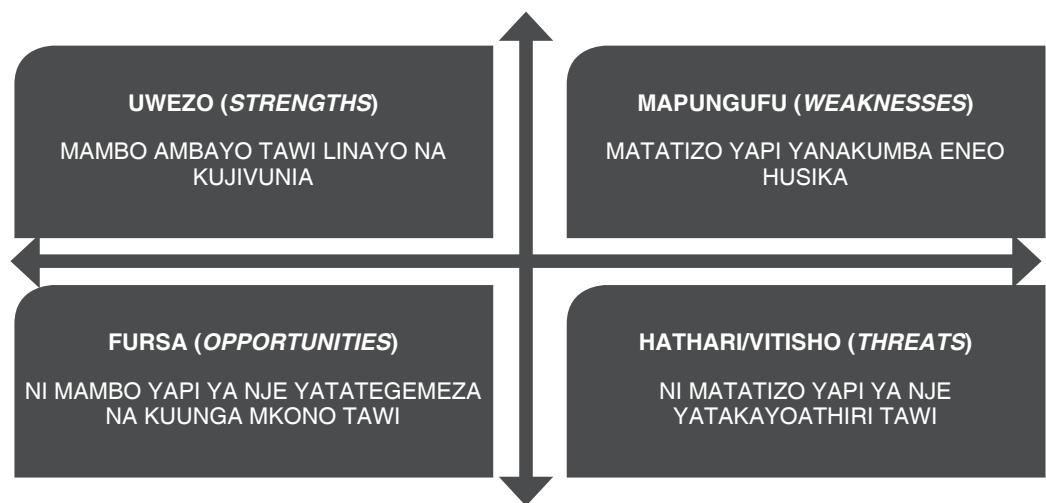 UWEZO (STRENGTHS)
MAMBO AMBAYO TAWI LINAYO NA
KUJIVUNIA
MAPUNGUFU (WEAKNESSES)
MATATIZO YAPI YANAKUMBA ENEO
HUSIKA
FURSA (OPPORTUNITIES)
NI MAMBO YAPI YA NJE YATATEGEMEZA
NA KUUNGA MKONO TAWI
HATHARI/VITISHO (THREATS)
NI MATATIZO YAPI YA NJE
YATAKAYOATHIRI TAWI